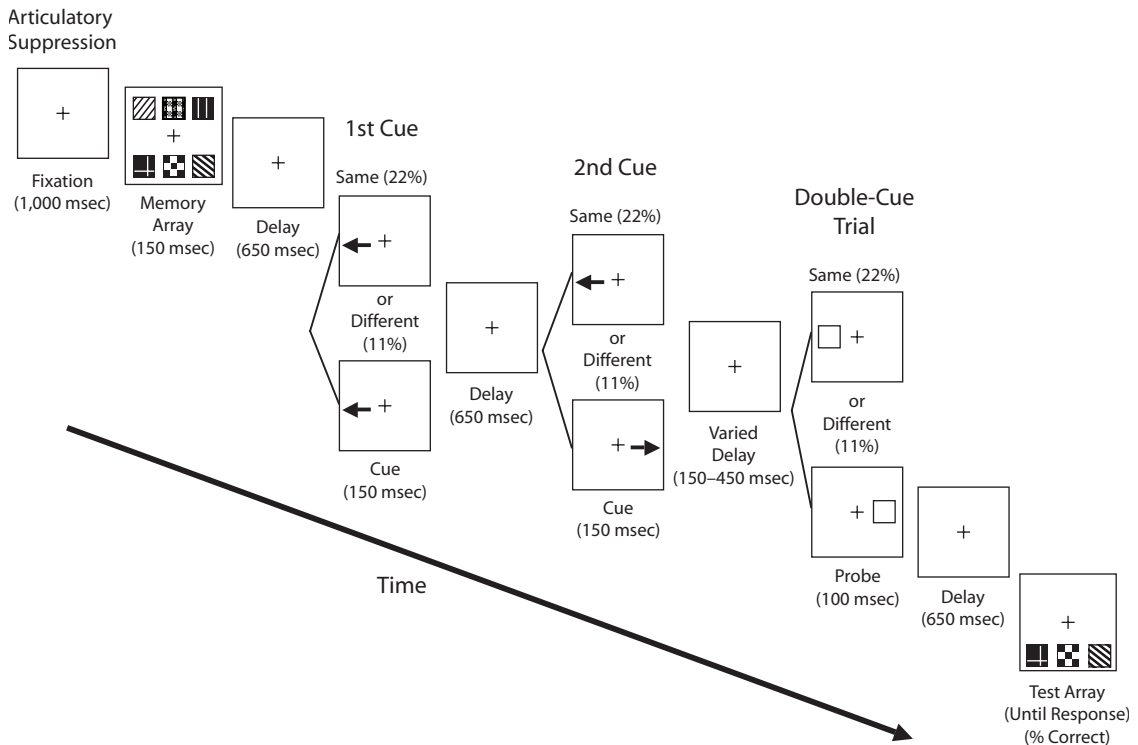 Articulatory
Suppression
Fixation
(1,000 msec)
Memory
Array
(150 msec)
Delay
(650 msec)
1st Cue
Same (22%)
or
Different
(11%)
Cue
(150 msec)
Delay
(650 msec)
2nd Cue
Same (22%)
or
Different
(11%)
Cue
(150 msec)
Varied
Delay
(150–450 msec)
Double-Cue
Trial
Same (22%)
or
Different
(11%)
Probe
(100 msec)
Delay
(650 msec)
Test Array
(Until Response)
(% Correct)
Time